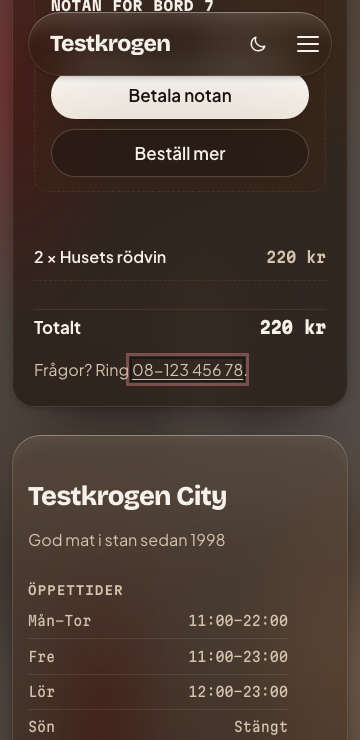 NOTAN FÖR BORD 7
Testkrogen
Betala notan
Beställ mer
2 × Husets rödvin 220 kr
Totalt 220 kr
Frågor? Ring 08-123 456 78.
Testkrogen City
God mat i stan sedan 1998
ÖPPETTIDER
Mån–Tor 11:00–22:00
Fre 11:00–23:00
Lör 12:00–23:00
Sön Stängt